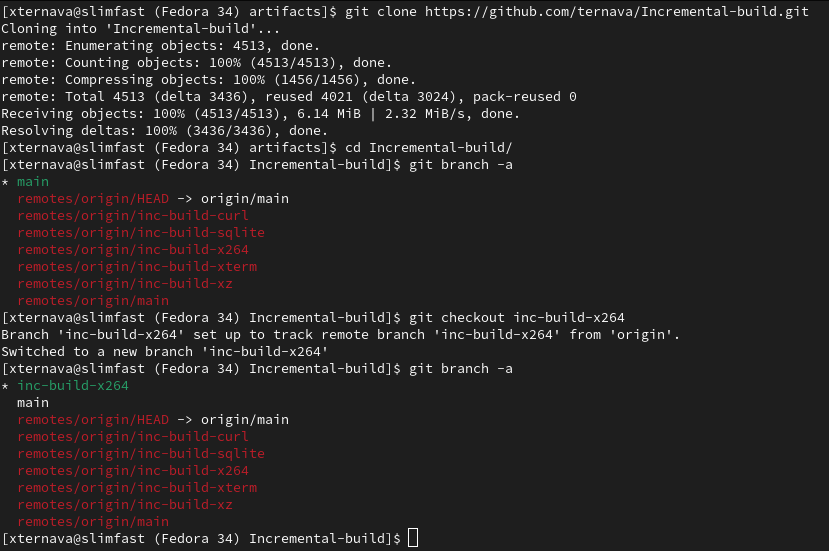 [xternava@slimfast (Fedora 34) artifacts]$ git clone https://github.com/ternava/Incremental-build.git
Cloning into 'Incremental-build'...
remote: Enumerating objects: 4513, done.
remote: Counting objects: 100% (4513/4513), done.
remote: Compressing objects: 100% (1456/1456), done.
remote: Total 4513 (delta 3436), reused 4021 (delta 3024), pack-reused 0
Receiving objects: 100% (4513/4513), 6.14 MiB | 2.32 MiB/s, done.
Resolving deltas: 100% (3436/3436), done.
[xternava@slimfast (Fedora 34) artifacts]$ cd Incremental-build/
[xternava@slimfast (Fedora 34) Incremental-build]$ git branch -a
* main
  remotes/origin/HEAD -> origin/main
  remotes/origin/inc-build-curl
  remotes/origin/inc-build-sqlite
  remotes/origin/inc-build-x264
  remotes/origin/inc-build-xterm
  remotes/origin/inc-build-xz
  remotes/origin/main
[xternava@slimfast (Fedora 34) Incremental-build]$ git checkout inc-build-x264
Branch 'inc-build-x264' set up to track remote branch 'inc-build-x264' from 'origin'.
Switched to a new branch 'inc-build-x264'
[xternava@slimfast (Fedora 34) Incremental-build]$ git branch -a
* inc-build-x264
  main
  remotes/origin/HEAD -> origin/main
  remotes/origin/inc-build-curl
  remotes/origin/inc-build-sqlite
  remotes/origin/inc-build-x264
  remotes/origin/inc-build-xterm
  remotes/origin/inc-build-xz
  remotes/origin/main
[xternava@slimfast (Fedora 34) Incremental-build]$